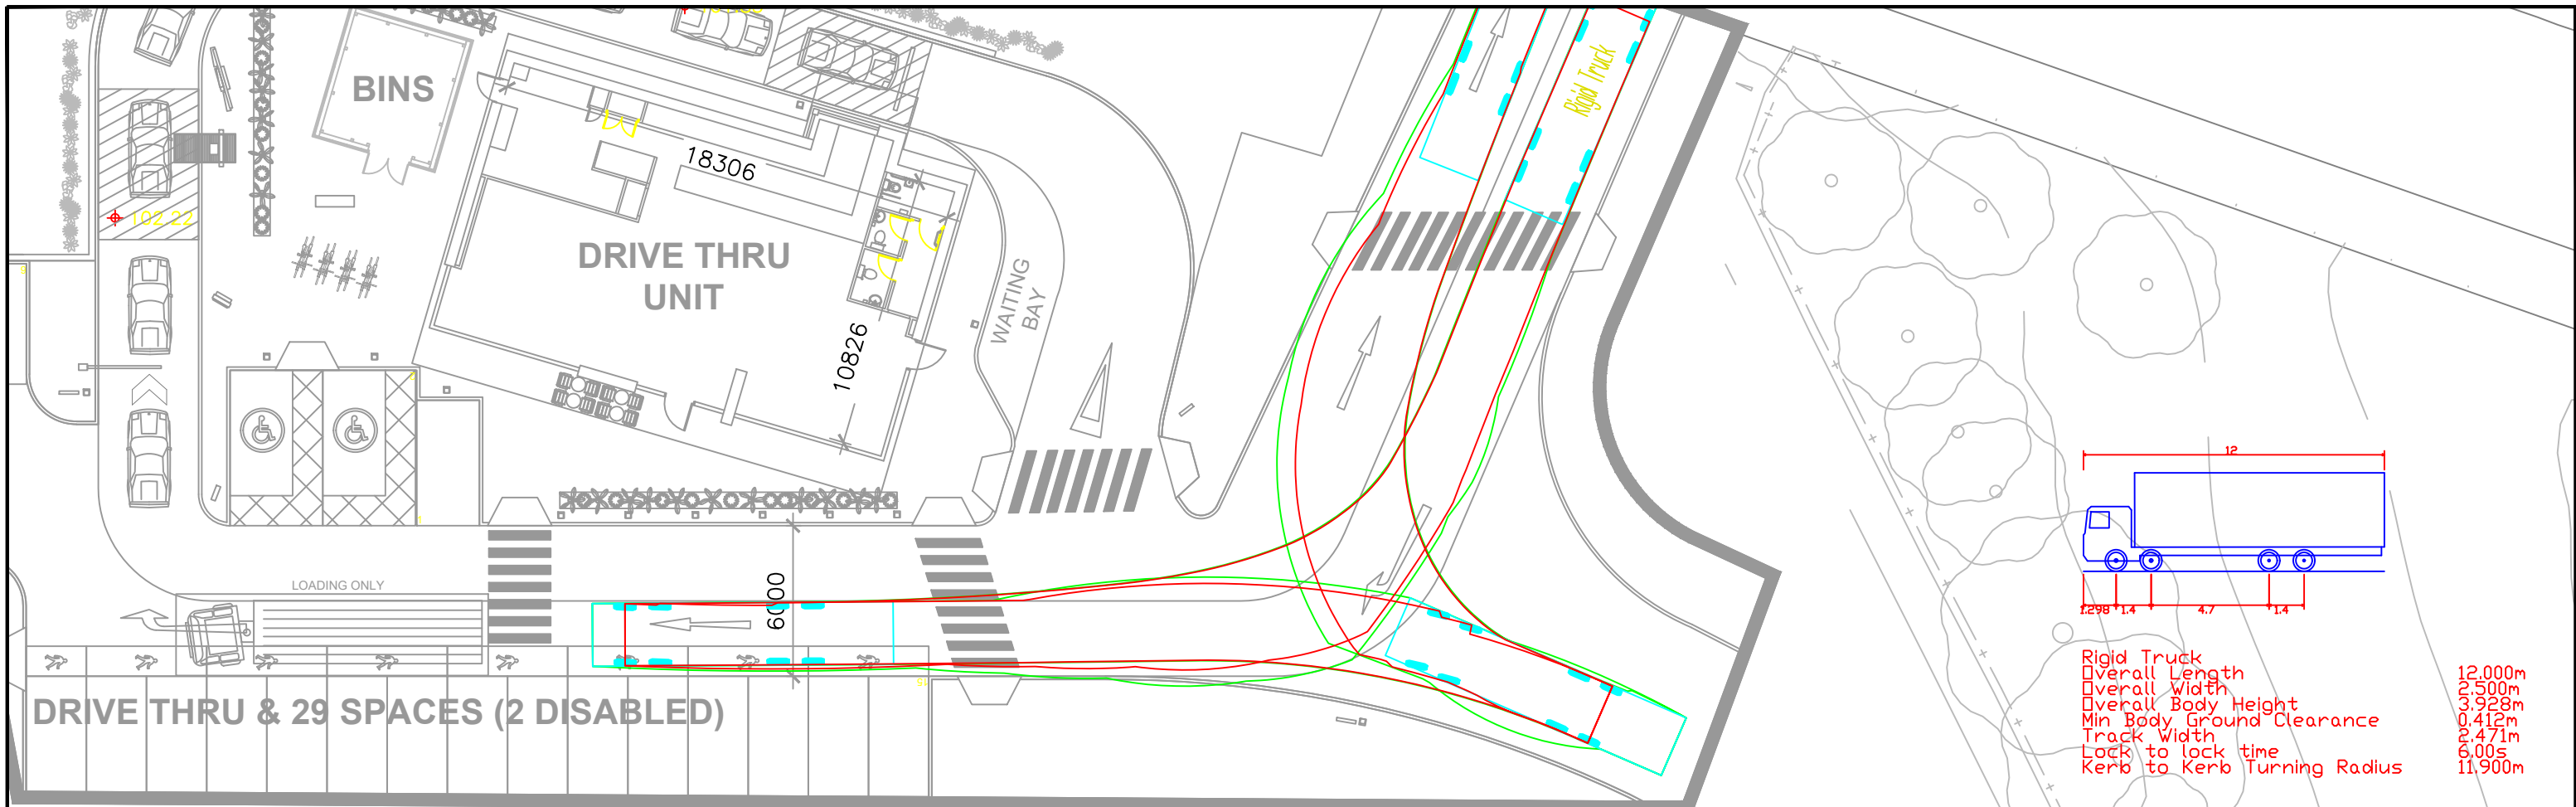 BINS
18306
102.22
DRIVE THRU
UNIT
WAITING
BAY
10826
Rigid Truck
LOADING ONLY
6000
DRIVE THRU & 29 SPACES (2 DISABLED)
12
1.298 1.4 4.7 1.4
Rigid Truck
Overall Length 12.000m
Overall Width 2.500m
Overall Body Height 3.928m
Min Body Ground Clearance 0.412m
Track Width 2.471m
Lock to lock time 6.00s
Kerb to Kerb Turning Radius 11.900m